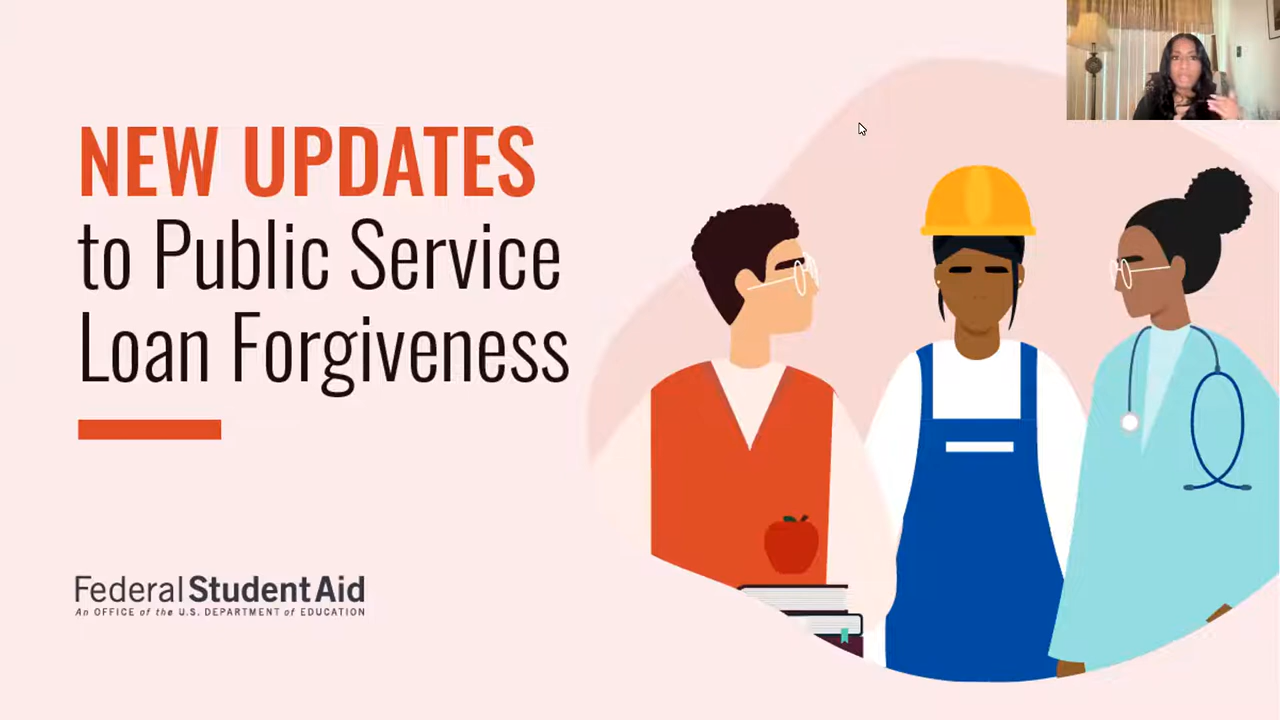 NEW UPDATES
to Public Service
Loan Forgiveness
Federal Student Aid
An OFFICE of the U.S. DEPARTMENT of EDUCATION